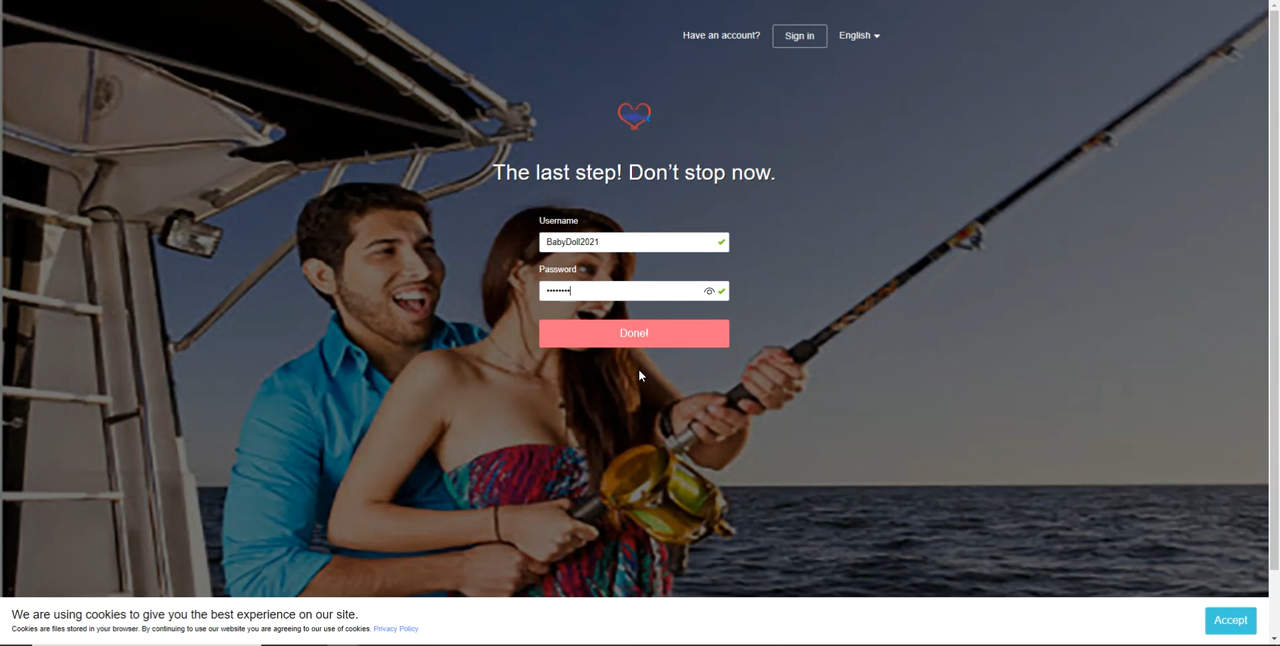 Have an account?
Sign in
English
The last step! Don’t stop now.
Username
BabyDoll2021
Password
••••••••
Done!
We are using cookies to give you the best experience on our site.
Cookies are files stored in your browser. By continuing to use our website you are agreeing to our use of cookies. Privacy Policy
Accept